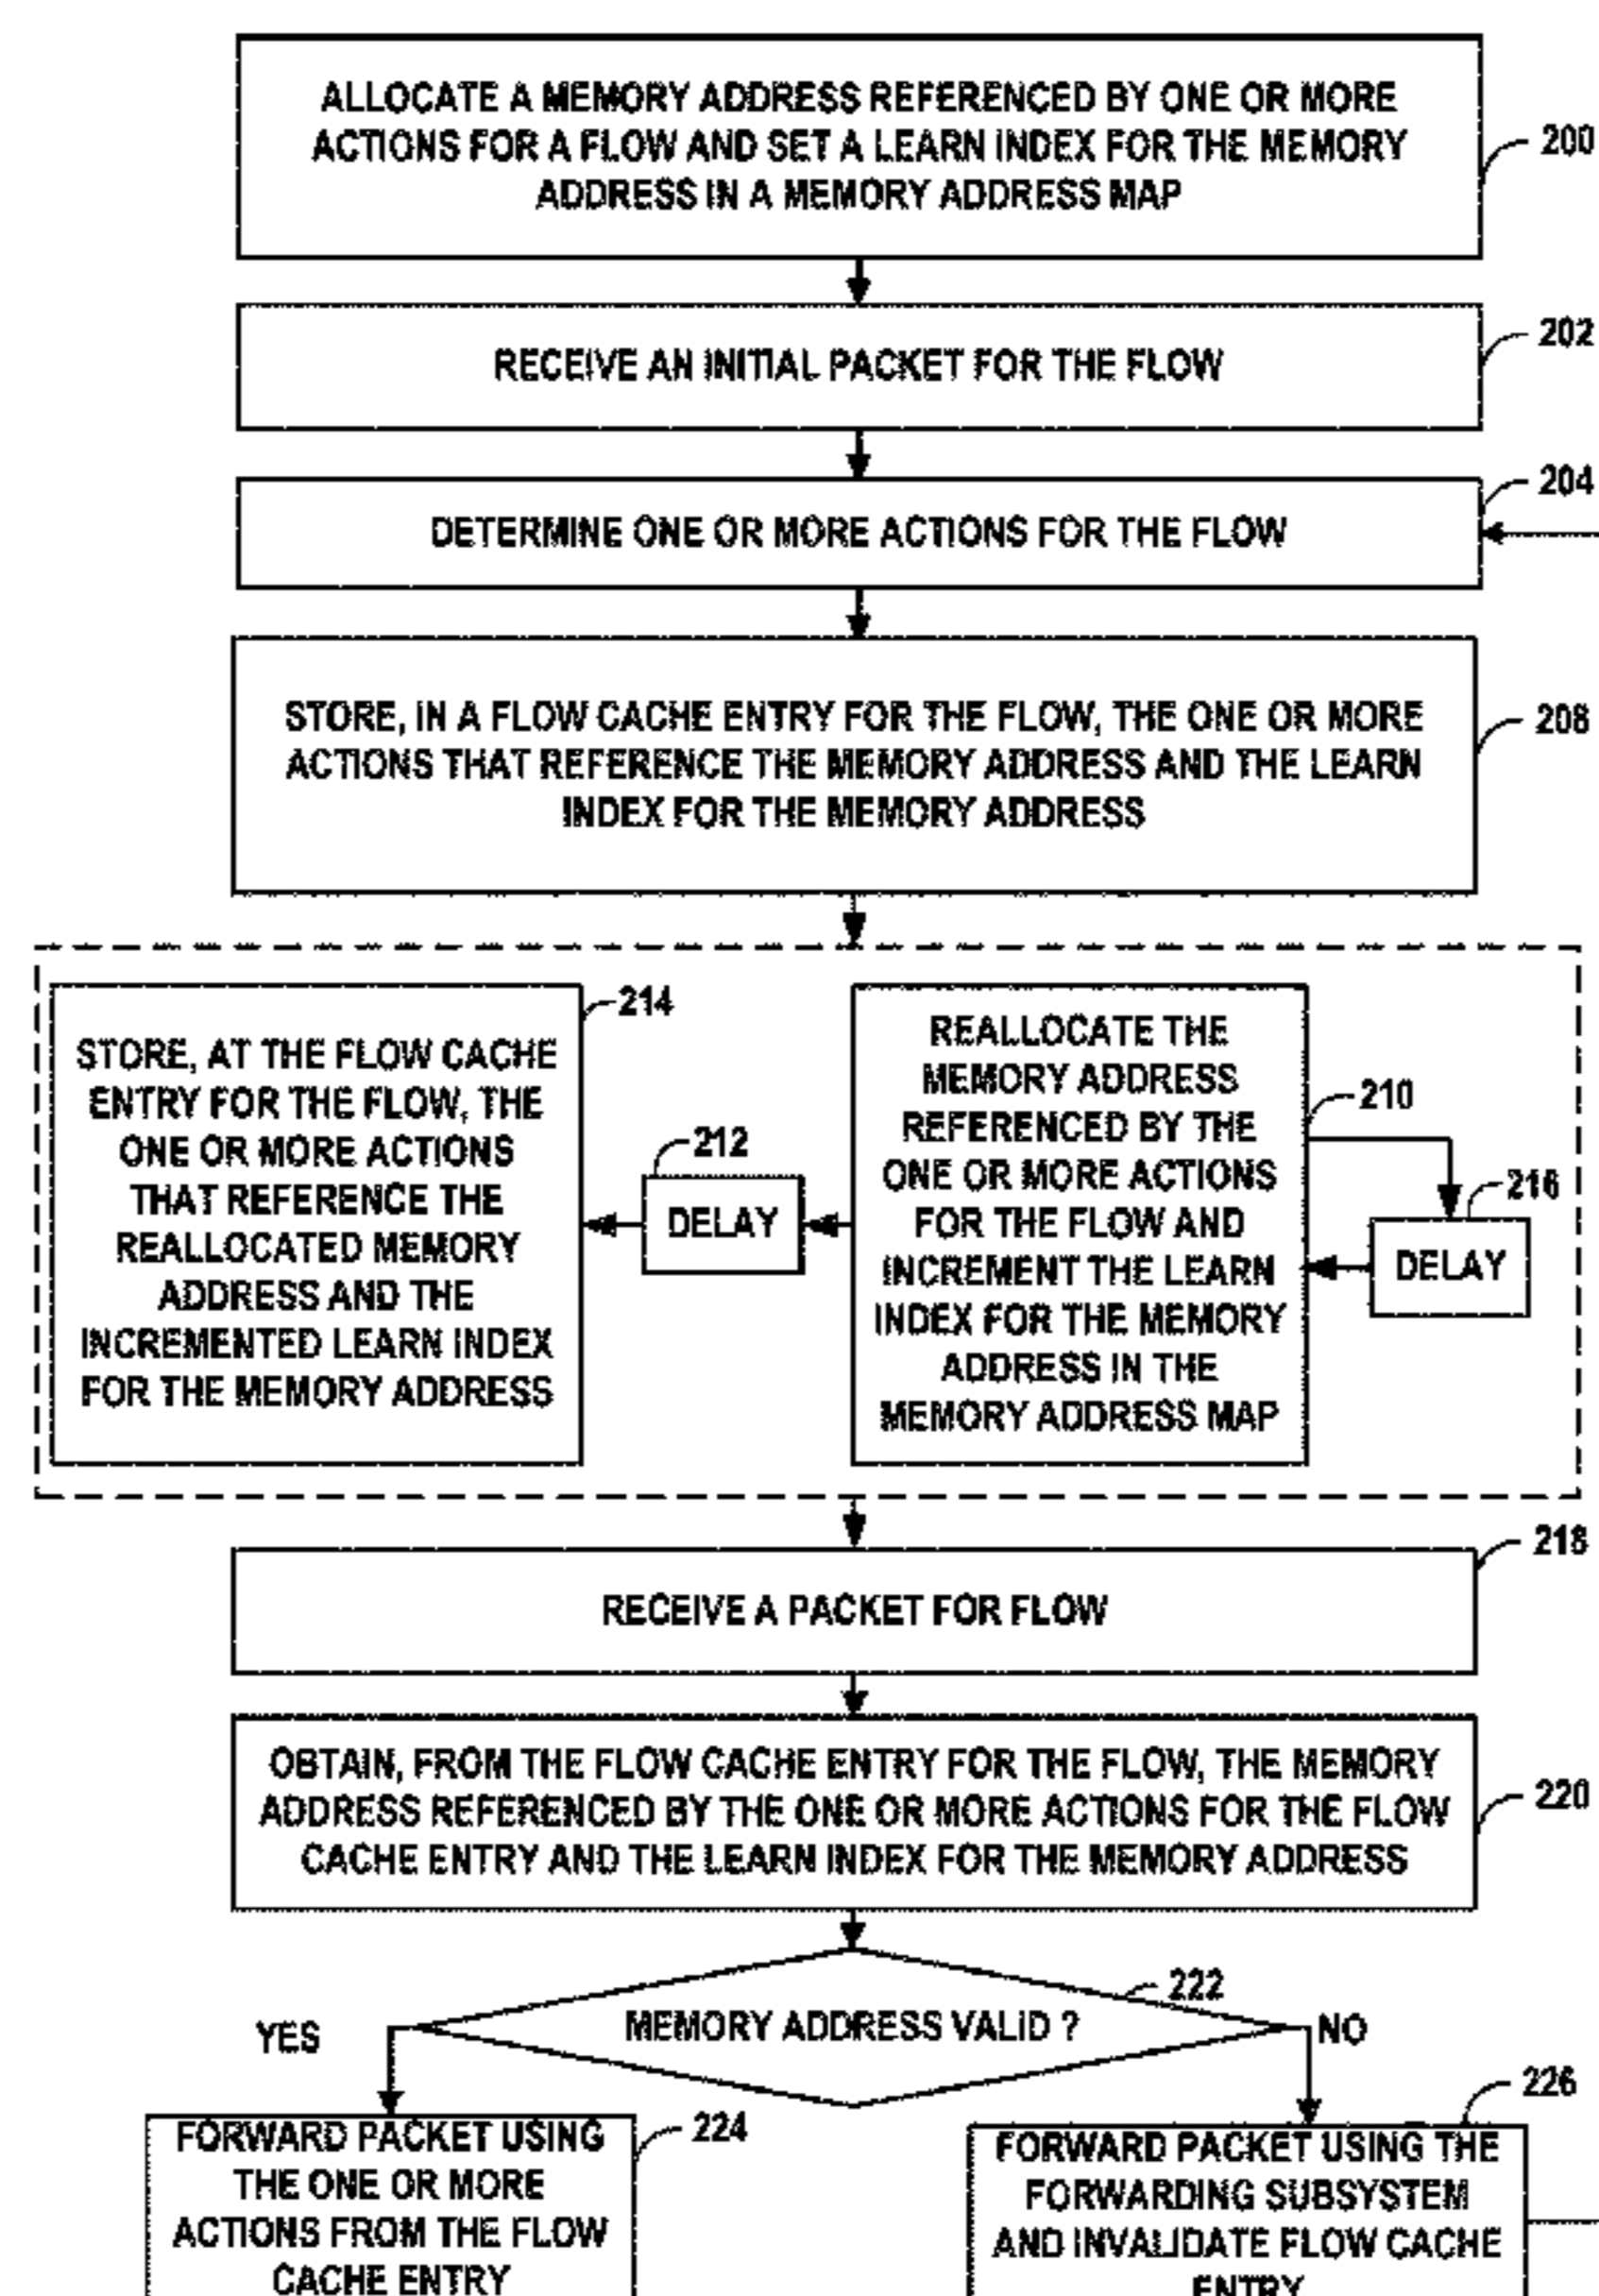 ALLOCATE A MEMORY ADDRESS REFERENCED BY ONE OR MORE
ACTIONS FOR A FLOW AND SET A LEARN INDEX FOR THE MEMORY
ADDRESS IN A MEMORY ADDRESS MAP
200
RECEIVE AN INITIAL PACKET FOR THE FLOW
202
DETERMINE ONE OR MORE ACTIONS FOR THE FLOW
204
STORE, IN A FLOW CACHE ENTRY FOR THE FLOW, THE ONE OR MORE
ACTIONS THAT REFERENCE THE MEMORY ADDRESS AND THE LEARN
INDEX FOR THE MEMORY ADDRESS
208
STORE, AT THE FLOW CACHE
ENTRY FOR THE FLOW, THE
ONE OR MORE ACTIONS
THAT REFERENCE THE
REALLOCATED MEMORY
ADDRESS AND THE
INCREMENTED LEARN INDEX
FOR THE MEMORY ADDRESS
214
DELAY
212
REALLOCATE THE
MEMORY ADDRESS
REFERENCED BY THE
ONE OR MORE ACTIONS
FOR THE FLOW AND
INCREMENT THE LEARN
INDEX FOR THE MEMORY
ADDRESS IN THE
MEMORY ADDRESS MAP
210
DELAY
216
RECEIVE A PACKET FOR FLOW
218
OBTAIN, FROM THE FLOW CACHE ENTRY FOR THE FLOW, THE MEMORY
ADDRESS REFERENCED BY THE ONE OR MORE ACTIONS FOR THE FLOW
CACHE ENTRY AND THE LEARN INDEX FOR THE MEMORY ADDRESS
220
MEMORY ADDRESS VALID ?
222
YES
NO
FORWARD PACKET USING
THE ONE OR MORE
ACTIONS FROM THE FLOW
CACHE ENTRY
224
FORWARD PACKET USING THE
FORWARDING SUBSYSTEM
AND INVALIDATE FLOW CACHE
ENTRY
226